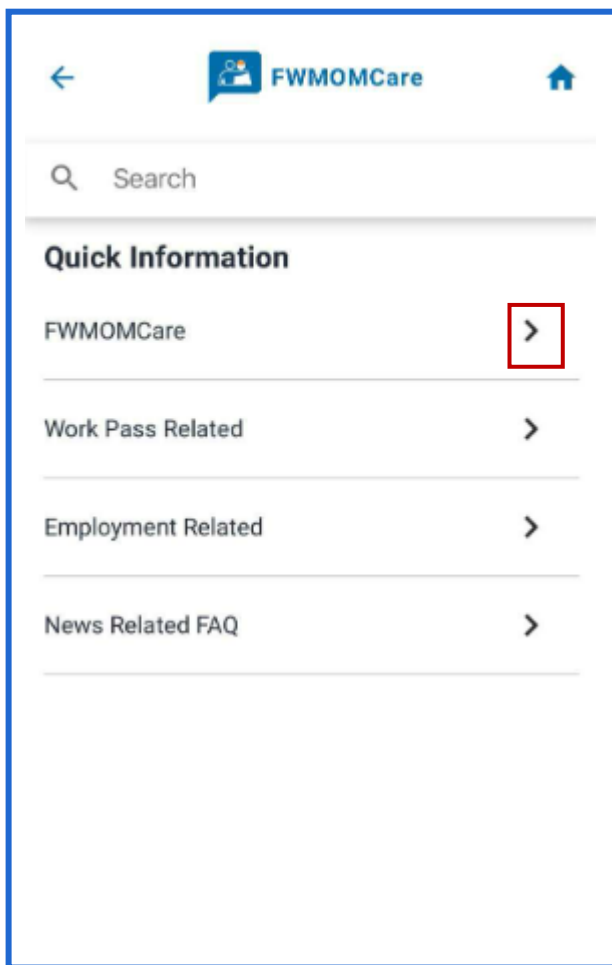 FWMOMCare
Search
Quick Information
FWMOMCare
Work Pass Related
Employment Related
News Related FAQ